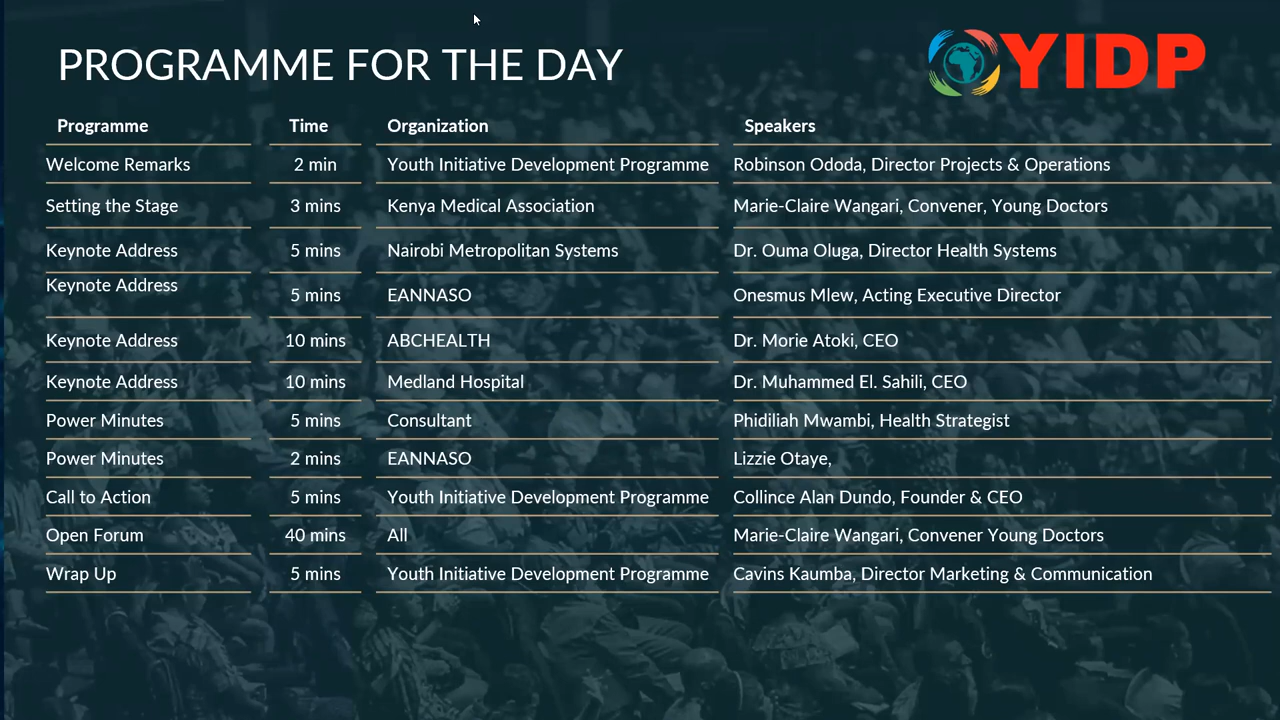 PROGRAMME FOR THE DAY
YIDP
Programme Time Organization Speakers
Welcome Remarks 2 min Youth Initiative Development Programme Robinson Ododa, Director Projects & Operations
Setting the Stage 3 mins Kenya Medical Association Marie-Claire Wangari, Convener, Young Doctors
Keynote Address 5 mins Nairobi Metropolitan Systems Dr. Ouma Oluga, Director Health Systems
Keynote Address 5 mins EANNASO Onesmus Mlew, Acting Executive Director
Keynote Address 10 mins ABCHEALTH Dr. Morie Atoki, CEO
Keynote Address 10 mins Medland Hospital Dr. Muhammed El. Sahili, CEO
Power Minutes 5 mins Consultant Phidiliah Mwambi, Health Strategist
Power Minutes 2 mins EANNASO Lizzie Otaye,
Call to Action 5 mins Youth Initiative Development Programme Collince Alan Dundo, Founder & CEO
Open Forum 40 mins All Marie-Claire Wangari, Convener Young Doctors
Wrap Up 5 mins Youth Initiative Development Programme Cavins Kaumba, Director Marketing & Communication